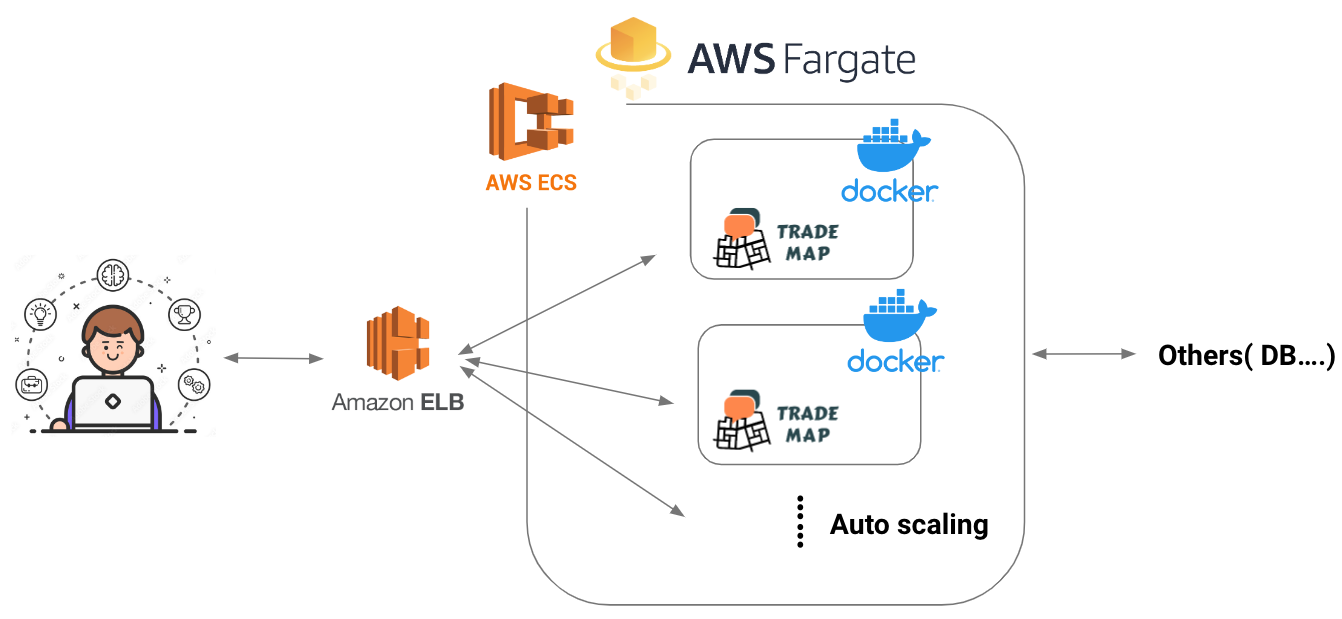 AWS Fargate
AWS ECS
docker
TRADE
MAP
docker
TRADE
MAP
Amazon ELB
Others( DB....)
Auto scaling